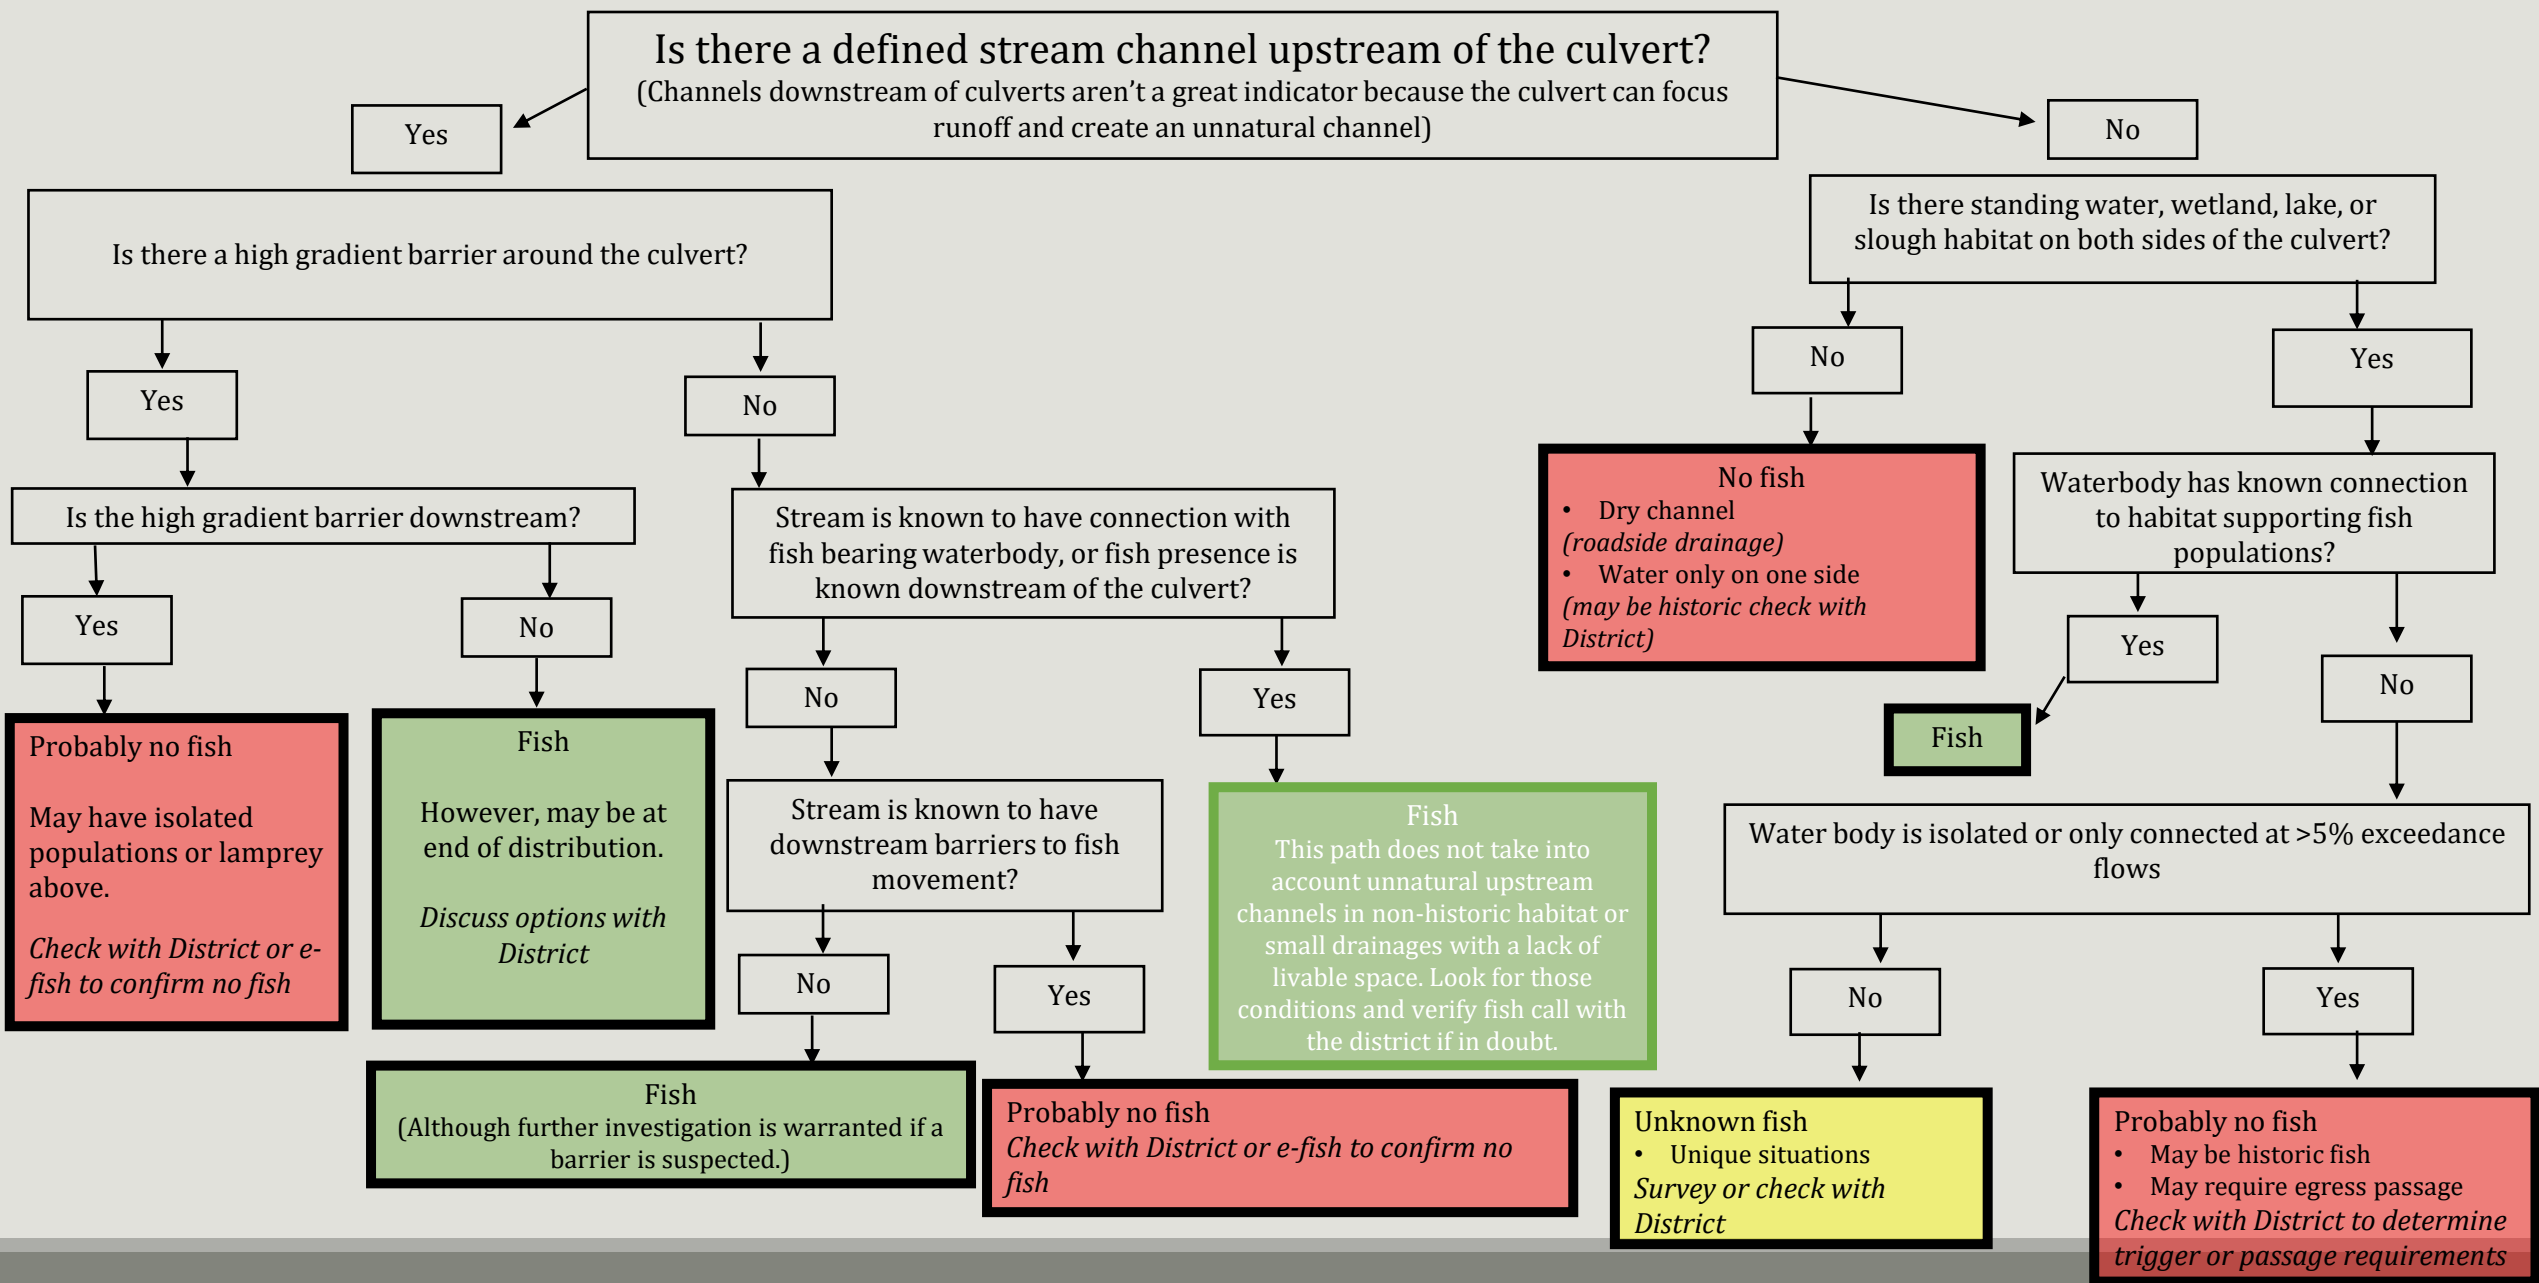 Is there a defined stream channel upstream of the culvert?
(Channels downstream of culverts aren't a great indicator because the culvert can focus
runoff and create an unnatural channel)
Yes
No
Is there a high gradient barrier around the culvert?
Is there standing water, wetland, lake, or
slough habitat on both sides of the culvert?
Yes
No
No
Yes
Is the high gradient barrier downstream?
Stream is known to have connection with
fish bearing waterbody, or fish presence is
known downstream of the culvert?
No fish
• Dry channel
(roadside drainage)
• Water only on one side
(may be historic check with
District)
Waterbody has known connection
to habitat supporting fish
populations?
Yes
No
No
Yes
Yes
No
Probably no fish
May have isolated
populations or lamprey
above.
Check with District or e-
fish to confirm no fish
Fish
However, may be at
end of distribution.
Discuss options with
District
Stream is known to have
downstream barriers to fish
movement?
Fish
This path does not take into
account unnatural upstream
channels in non-historic habitat or
small drainages with a lack of
livable space. Look for those
conditions and verify fish call with
the district if in doubt.
Fish
Water body is isolated or only connected at >5% exceedance
flows
No
Yes
No
Yes
Fish
(Although further investigation is warranted if a
barrier is suspected.)
Probably no fish
Check with District or e-fish to confirm no
fish
Unknown fish
• Unique situations
Survey or check with
District
Probably no fish
• May be historic fish
• May require egress passage
Check with District to determine
trigger or passage requirements